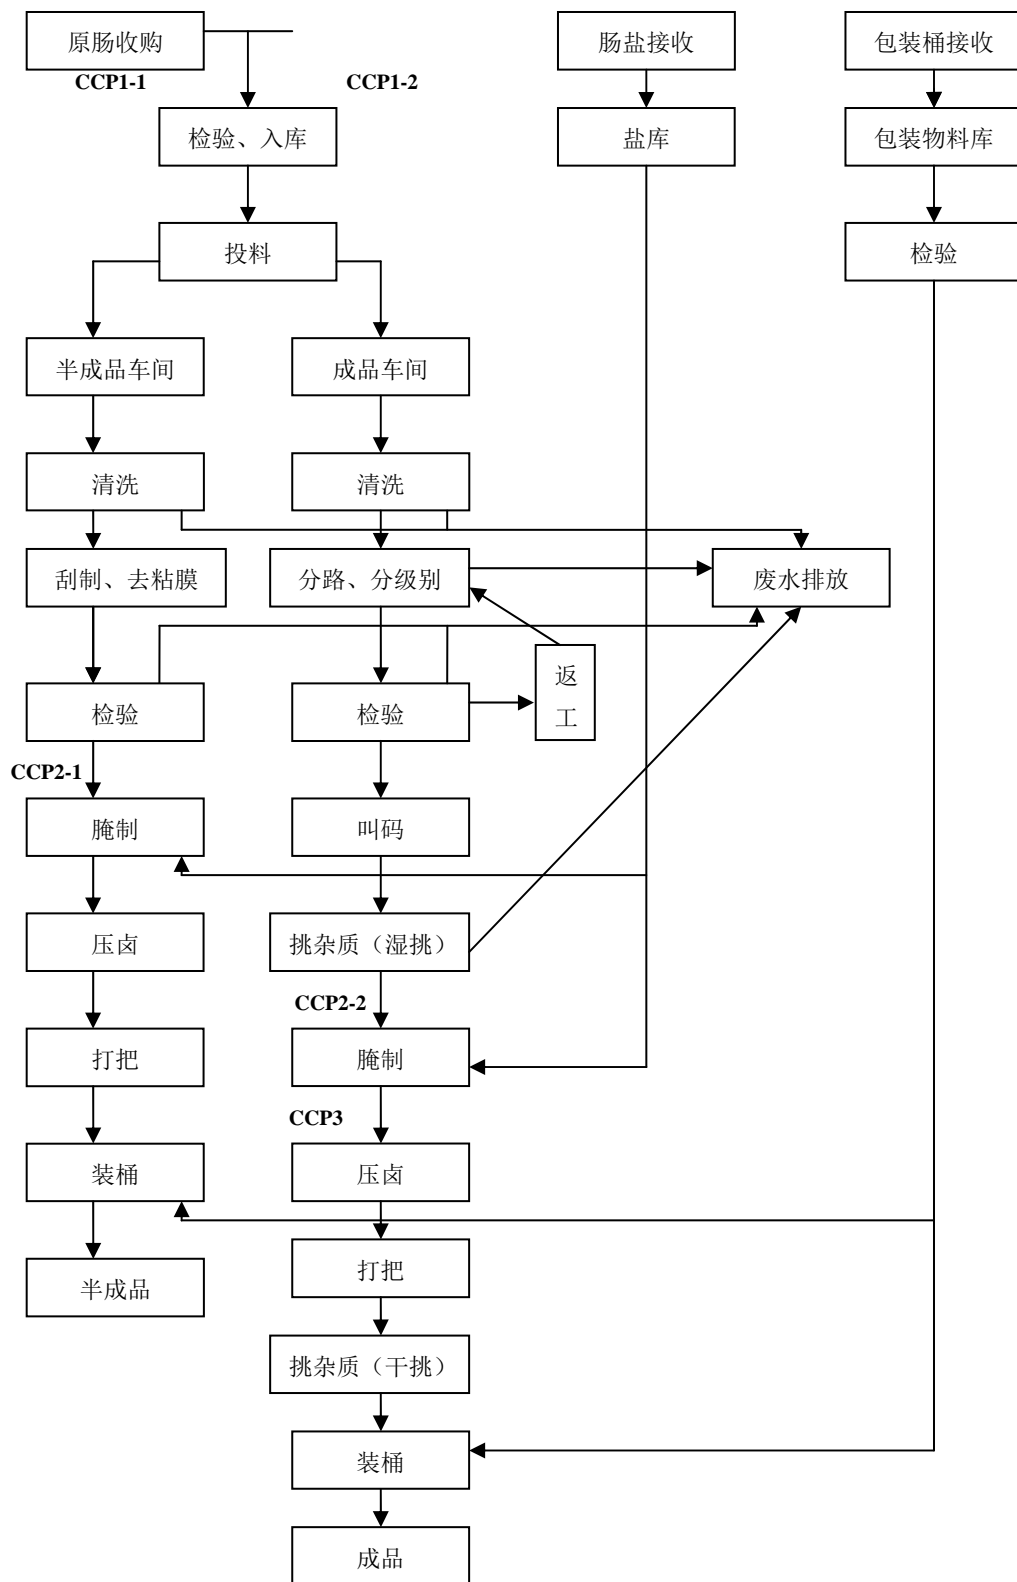 原肠收购
肠盐接收
包装桶接收
CCP1-1
CCP1-2
检验、入库
盐库
包装物料库
投料
检验
半成品车间
成品车间
清洗
清洗
刮制、去粘膜
分路、分级别
废水排放
返
工
检验
检验
CCP2-1
腌制
叫码
压卤
挑杂质（湿挑）
CCP2-2
打把
腌制
CCP3
装桶
压卤
半成品
打把
挑杂质（干挑）
装桶
成品